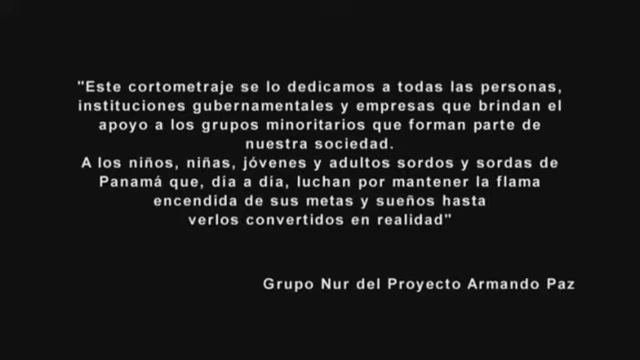 "Este cortometraje se lo dedicamos a todas las personas,
instituciones gubernamentales y empresas que brindan el
apoyo a los grupos minoritarios que forman parte de
nuestra sociedad.
A los niños, niñas, jóvenes y adultos sordos y sordas de
Panamá que, día a día, luchan por mantener la flama
encendida de sus metas y sueños hasta
verlos convertidos en realidad"
Grupo Nur del Proyecto Armando Paz